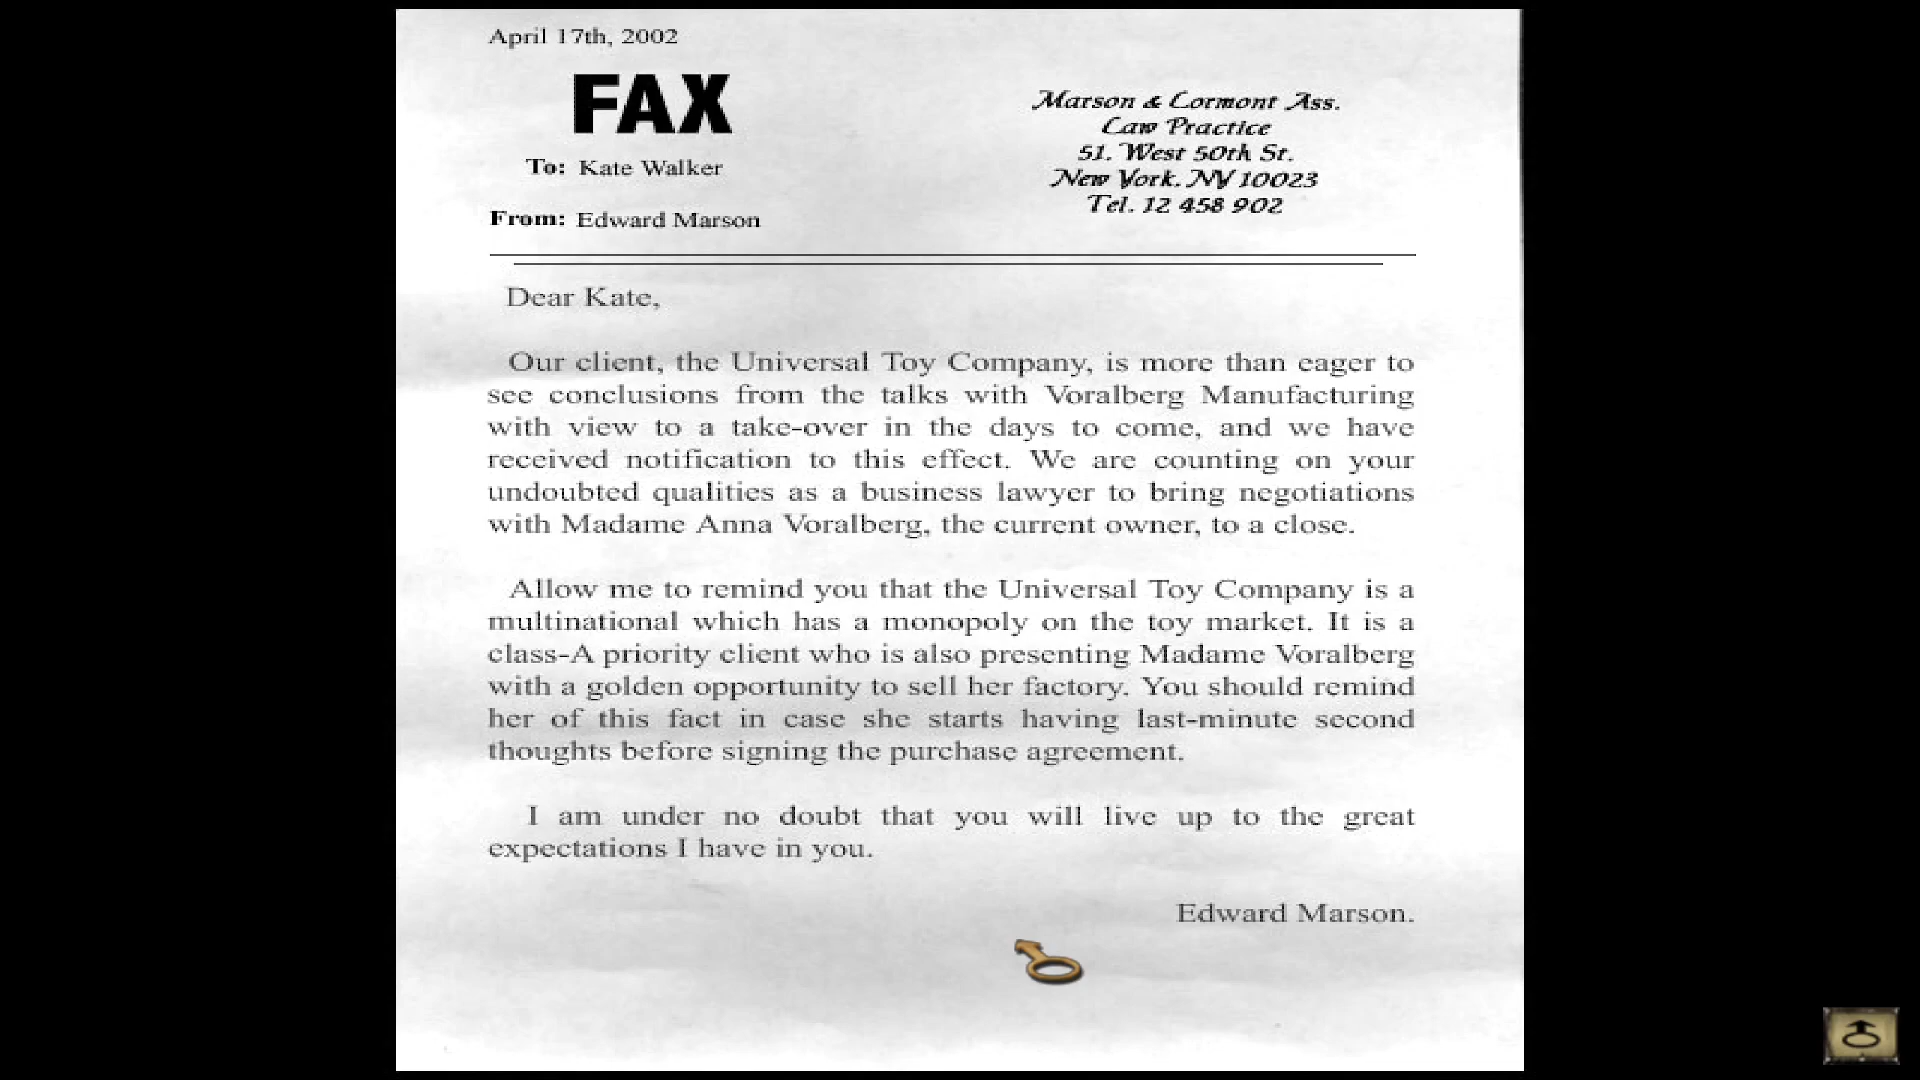 April 17th, 2002
FAX
To: Kate Walker
From: Edward Marson
Marson & Lormont Ass.
Law Practice
51. West 50th St.
New York. NY 10023
Tel. 12 458 902
Dear Kate,
Our client, the Universal Toy Company, is more than eager to
see conclusions from the talks with Voralberg Manufacturing
with view to a take-over in the days to come, and we have
received notification to this effect. We are counting on your
undoubted qualities as a business lawyer to bring negotiations
with Madame Anna Voralberg, the current owner, to a close.
Allow me to remind you that the Universal Toy Company is a
multinational which has a monopoly on the toy market. It is a
class-A priority client who is also presenting Madame Voralberg
with a golden opportunity to sell her factory. You should remind
her of this fact in case she starts having last-minute second
thoughts before signing the purchase agreement.
I am under no doubt that you will live up to the great
expectations I have in you.
Edward Marson.